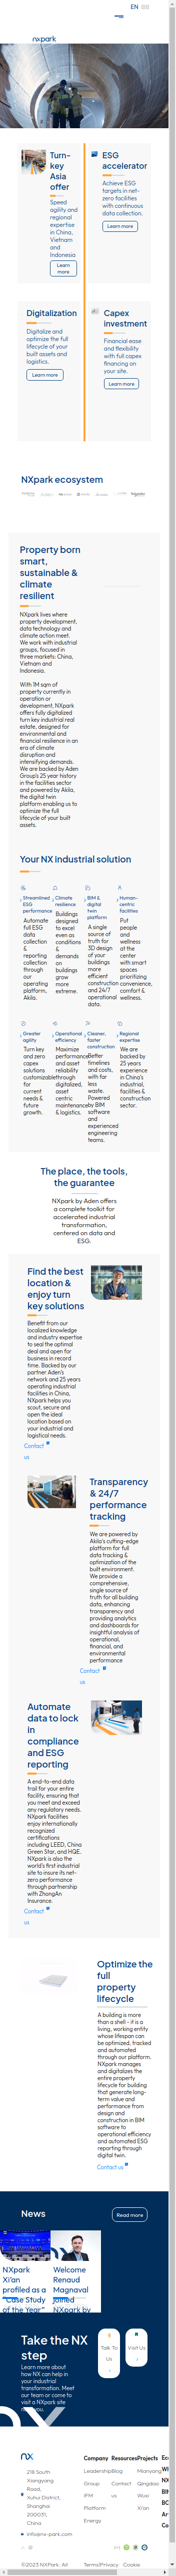 EN
nxpark
Turn-
key
Asia
offer
Speed
agility and
regional
expertise
in China,
Vietnam
and
Indonesia
Learn
more
ESG
accelerator
Achieve ESG
targets in net-
zero facilities
with continuous
data collection.
Learn more
Digitalization
Digitalize and
optimize the full
lifecycle of your
built assets and
logistics.
Learn more
Capex
investment
Financial ease
and flexibility
with full capex
financing on
your site.
Learn more
NXpark ecosystem
Property born
smart,
sustainable &
climate
resilient
NXpark lives where
property development,
data technology and
climate action meet.
We work with industrial
groups, focused in
three markets: China,
Vietnam and
Indonesia.
With 1M sqm of
property currently in
operation or
development, NXpark
offers fully digitalized
turn key industrial real
estate, designed for
environmental and
financial resilience in an
era of climate
disruption and
intensifying demands.
We are backed by Aden
Group's 25 year history
in the facilities sector
and powered by Akila,
the digital twin
platform enabling us to
optimize the full
lifecycle of your built
assets.
Your NX industrial solution
Streamlined
ESG
performance
Automate
full ESG
data
collection
&
reporting
collection
through
our
operating
platform,
Akila.
Climate
resilience
Buildings
designed
to excel
even as
conditions
&
demands
on
buildings
grow
more
extreme.
BIM &
digital
twin
platform
A single
source of
truth for
3D design
of your
buildings
more
efficient
construction
and 24/7
operational
data.
Human-
centric
facilities
Put
people
and
wellness
at the
center
with smart
spaces
prioritizing
convenience,
comfort &
wellness.
Greater
agility
Turn key
and zero
capex
solutions
customizable
for
current
needs &
future
growth.
Operational
efficiency
Maximize
performance
and asset
reliability
through
digitalized,
asset
centric
maintenance
& logistics.
Cleaner,
faster
construction
Better
timelines
and costs,
with far
less
waste.
Powered
by BIM
software
and
experienced
engineering
teams.
Regional
expertise
We are
backed by
25 years
experience
in China's
industrial,
facilities &
construction
sector.
The place, the tools,
the guarantee
NXpark by Aden offers
a complete toolkit for
accelerated industrial
transformation,
centered on data and
ESG.
Find the best
location &
enjoy turn
key solutions
Benefit from our
localized knowledge
and industry expertise
to seal the optimal
deal and open for
business in record
time. Backed by our
partner Aden's
network and 25 years
operating industrial
facilities in China,
NXpark helps you
you, secure and
open the ideal
location based on
your industrial and
logistical needs.
Contact
us
Transparency
& 24/7
performance
tracking
We are powered by
Akila's cutting-edge
platform for full
data tracking &
optimization of the
built environment.
We provide a
comprehensive,
single source of
truth for all building
data, enhancing
transparency and
providing analytics
and dashboards for
insightful analysis of
operational,
financial, and
environmental
performance
Contact
us
Automate
data to lock
in
compliance
and ESG
reporting
A end-to-end data
trail for your entire
facility, ensuring that
you meet and exceed
any regulatory needs.
NXpark facilities
enjoy internationally
recognized
certifications
including LEED, China
Green Star, and HQE.
NXpark is also the
world's first industrial
site to insure its net-
zero performance
through partnership
with ZhongAn
Insurance.
Contact
us
Optimize the
full
property
lifecycle
A building is more
than a shell - it is a
living, working entity
whose lifespan can
be optimized, tracked
and automated
through our platform.
NXpark manages
and digitalizes the
entire property
lifecycle for building
that generate long-
term value and
performance from
design and
construction in BIM
software to
operational efficiency
and automated ESG
reporting through
digital twin.
Contact us
News
Read more
NXpark
Xi'an
profiled as a
"Case Study
of the Year"
Welcome
Renaud
Magnaval
joined
NXpark by
Take the NX
step
Learn more about
how NX can help in
your industrial
transformation. Meet
our team or come to
visit a NXpark site
near you.
Talk To
Us
Visit Us
NX
218 South
Xiangyang
Road,
Xuhui District,
Shanghai
200031,
China
info@nx-park.com
Company
Leadership
Group
IFM
Platform
Energy
Resources
Blog
Contact
us
Projects
Mianyang
Qingdao
Wuxi
Xi'an
©2023 NXPark. All
Terms|Privacy
Cookie